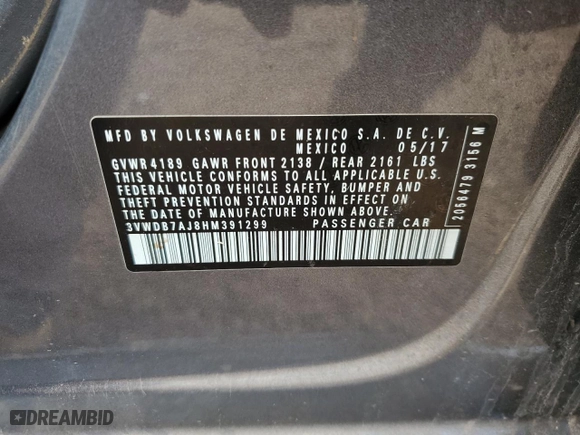 MFD BY VOLKSWAGEN DE MEXICO S.A. DE C.V.
MEXICO 05/17
GVWR4189 GAWR FRONT 2138 / REAR 2161 LBS
THIS VEHICLE CONFORMS TO ALL APPLICABLE U.S.
FEDERAL MOTOR VEHICLE SAFETY, BUMPER AND
THEFT PREVENTION STANDARDS IN EFFECT ON
THE DATE OF MANUFACTURE SHOWN ABOVE.
3VWDB7AJ8HM391299 PASSENGER CAR
2056479 3156 M
DREAMBID